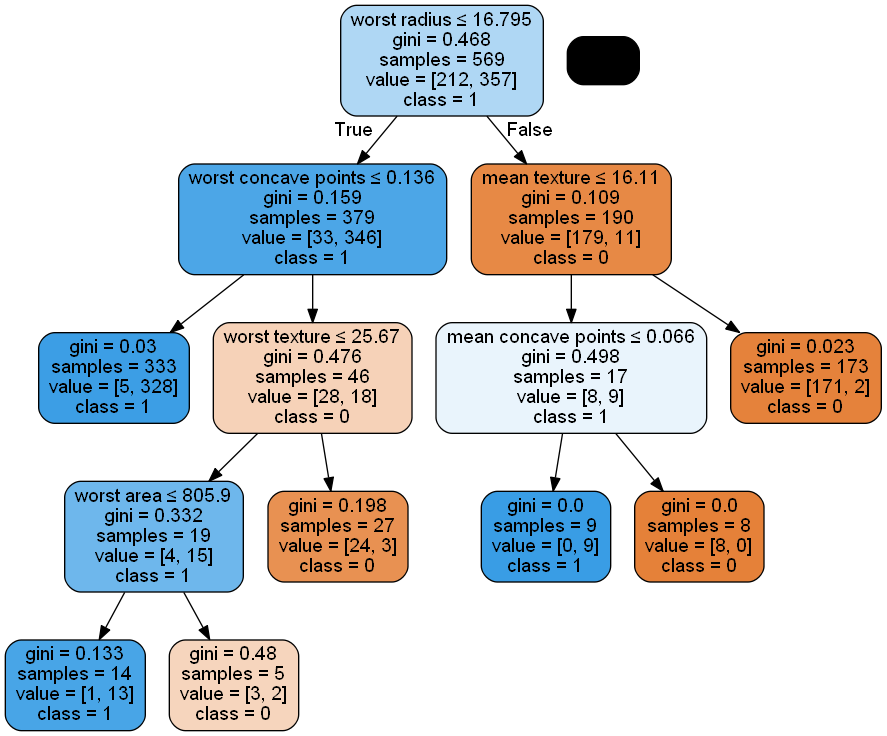 worst radius ≤ 16.795
gini = 0.468
samples = 569
value = [212, 357]
class = 1
True
False
worst concave points ≤ 0.136
gini = 0.159
samples = 379
value = [33, 346]
class = 1
mean texture ≤ 16.11
gini = 0.109
samples = 190
value = [179, 11]
class = 0
gini = 0.03
samples = 333
value = [5, 328]
class = 1
worst texture ≤ 25.67
gini = 0.476
samples = 46
value = [28, 18]
class = 0
mean concave points ≤ 0.066
gini = 0.498
samples = 17
value = [8, 9]
class = 1
gini = 0.023
samples = 173
value = [171, 2]
class = 0
worst area ≤ 805.9
gini = 0.332
samples = 19
value = [4, 15]
class = 1
gini = 0.198
samples = 27
value = [24, 3]
class = 0
gini = 0.0
samples = 9
value = [0, 9]
class = 1
gini = 0.0
samples = 8
value = [8, 0]
class = 0
gini = 0.133
samples = 14
value = [1, 13]
class = 1
gini = 0.48
samples = 5
value = [3, 2]
class = 0